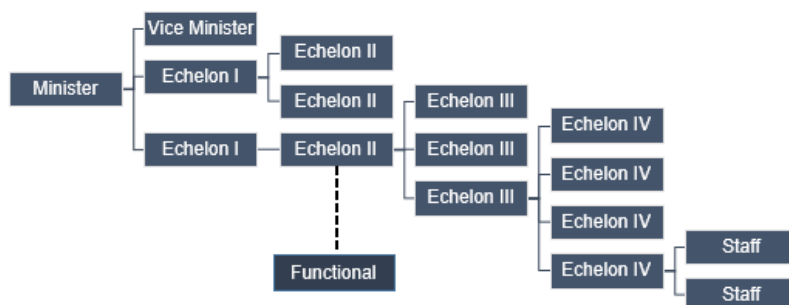 Vice Minister
Echelon II
Echelon I
Minister
Echelon II
Echelon III
Echelon IV
Echelon I
Echelon II
Echelon III
Echelon IV
Echelon III
Echelon IV
Staff
Functional
Echelon IV
Staff